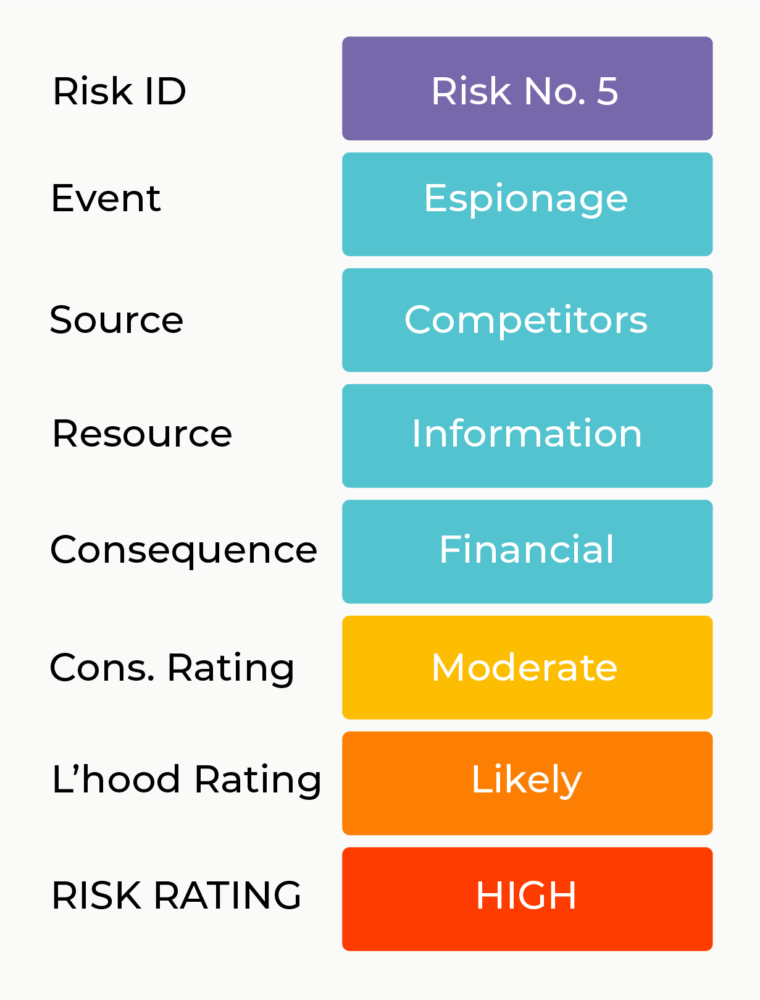 Risk ID Risk No. 5
Event Espionage
Source Competitors
Resource Information
Consequence Financial
Cons. Rating Moderate
L’hood Rating Likely
RISK RATING HIGH